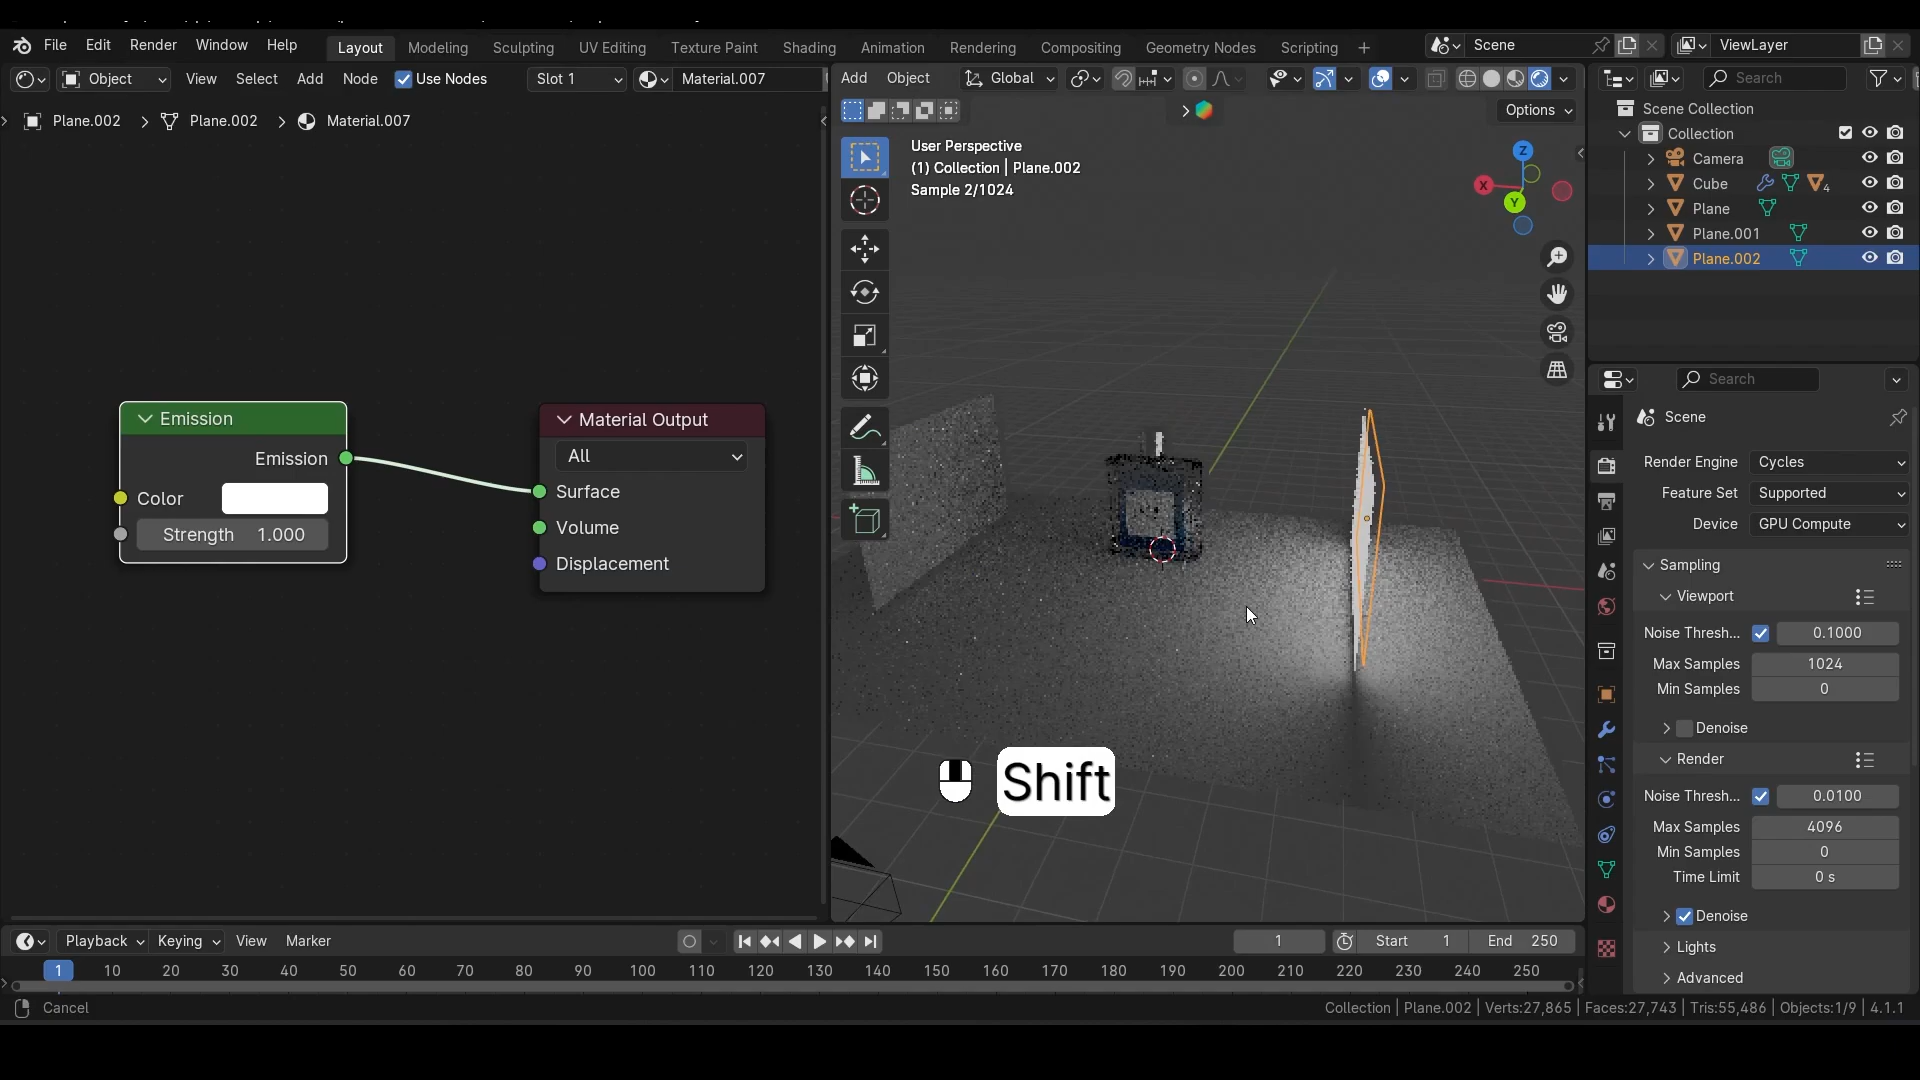 File Edit Render Window Help Layout Modeling Sculpting UV Editing Texture Paint Shading Animation Rendering Compositing Geometry Nodes Scripting Scene ViewLayer
Object View Select Add Node Use Nodes Slot 1 Material.007
Add Object Global Search
Plane.002 Plane.002 Material.007
Options
User Perspective
(1) Collection | Plane.002
Sample 2/1024
Z
X
Y
Scene Collection
Collection
Camera
Cube 4
Plane
Plane.001
Plane.002
Emission
Emission
Color
Strength 1.000
Material Output
All
Surface
Volume
Displacement
Shift
Search
Scene
Render Engine Cycles
Feature Set Supported
Device GPU Compute
Sampling
Viewport
Noise Thresh... 0.1000
Max Samples 1024
Min Samples 0
Denoise
Render
Noise Thresh... 0.0100
Max Samples 4096
Min Samples 0
Time Limit 0 s
Denoise
Lights
Advanced
Playback Keying View Marker 1 Start 1 End 250
1 10 20 30 40 50 60 70 80 90 100 110 120 130 140 150 160 170 180 190 200 210 220 230 240 250
Cancel Collection | Plane.002 | Verts:27,865 | Faces:27,743 | Tris:55,486 | Objects:1/9 | 4.1.1